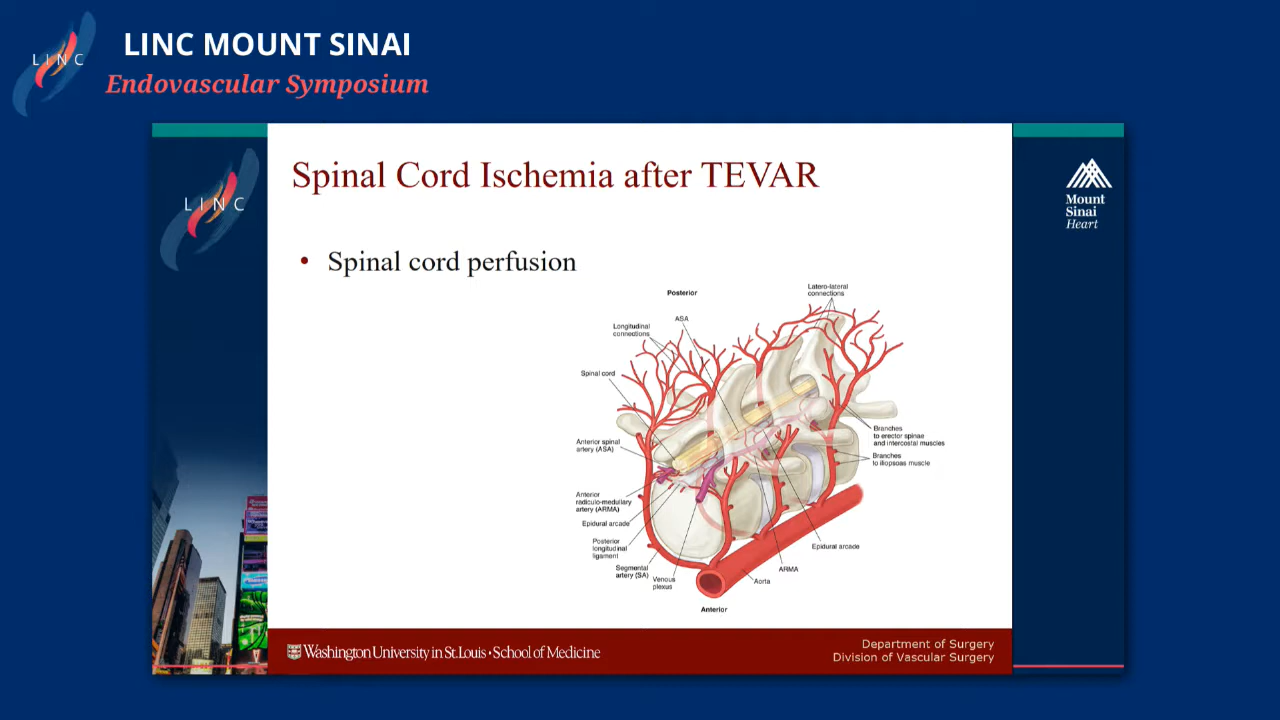 LINC MOUNT SINAI
LINC
Endovascular Symposium
Spinal Cord Ischemia after TEVAR
LINC
Mount
Sinai
Heart
• Spinal cord perfusion
Posterior
Latero-lateral
connections
ASA
Longitudinal
connections
Spinal cord
Anterior spinal
artery (ASA)
Branches
to erector spinae
and intercostal muscles
Branches
to iliopsoas muscle
Anterior
radiculo-medullary
artery (ARMA)
Epidural arcade
Posterior
longitudinal
ligament
Epidural arcade
Segmental
artery (SA)
Venous
plexus
ARMA
Aorta
Anterior
Washington University in St. Louis • School of Medicine
Department of Surgery
Division of Vascular Surgery